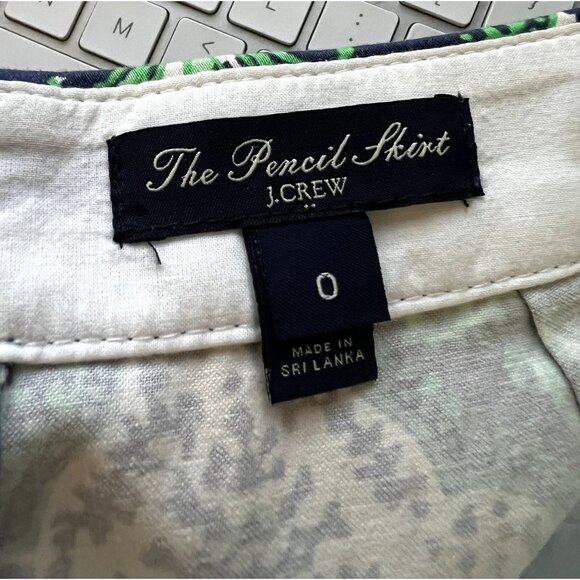 The Pencil Skirt
J.CREW
0
MADE IN
SRI LANKA